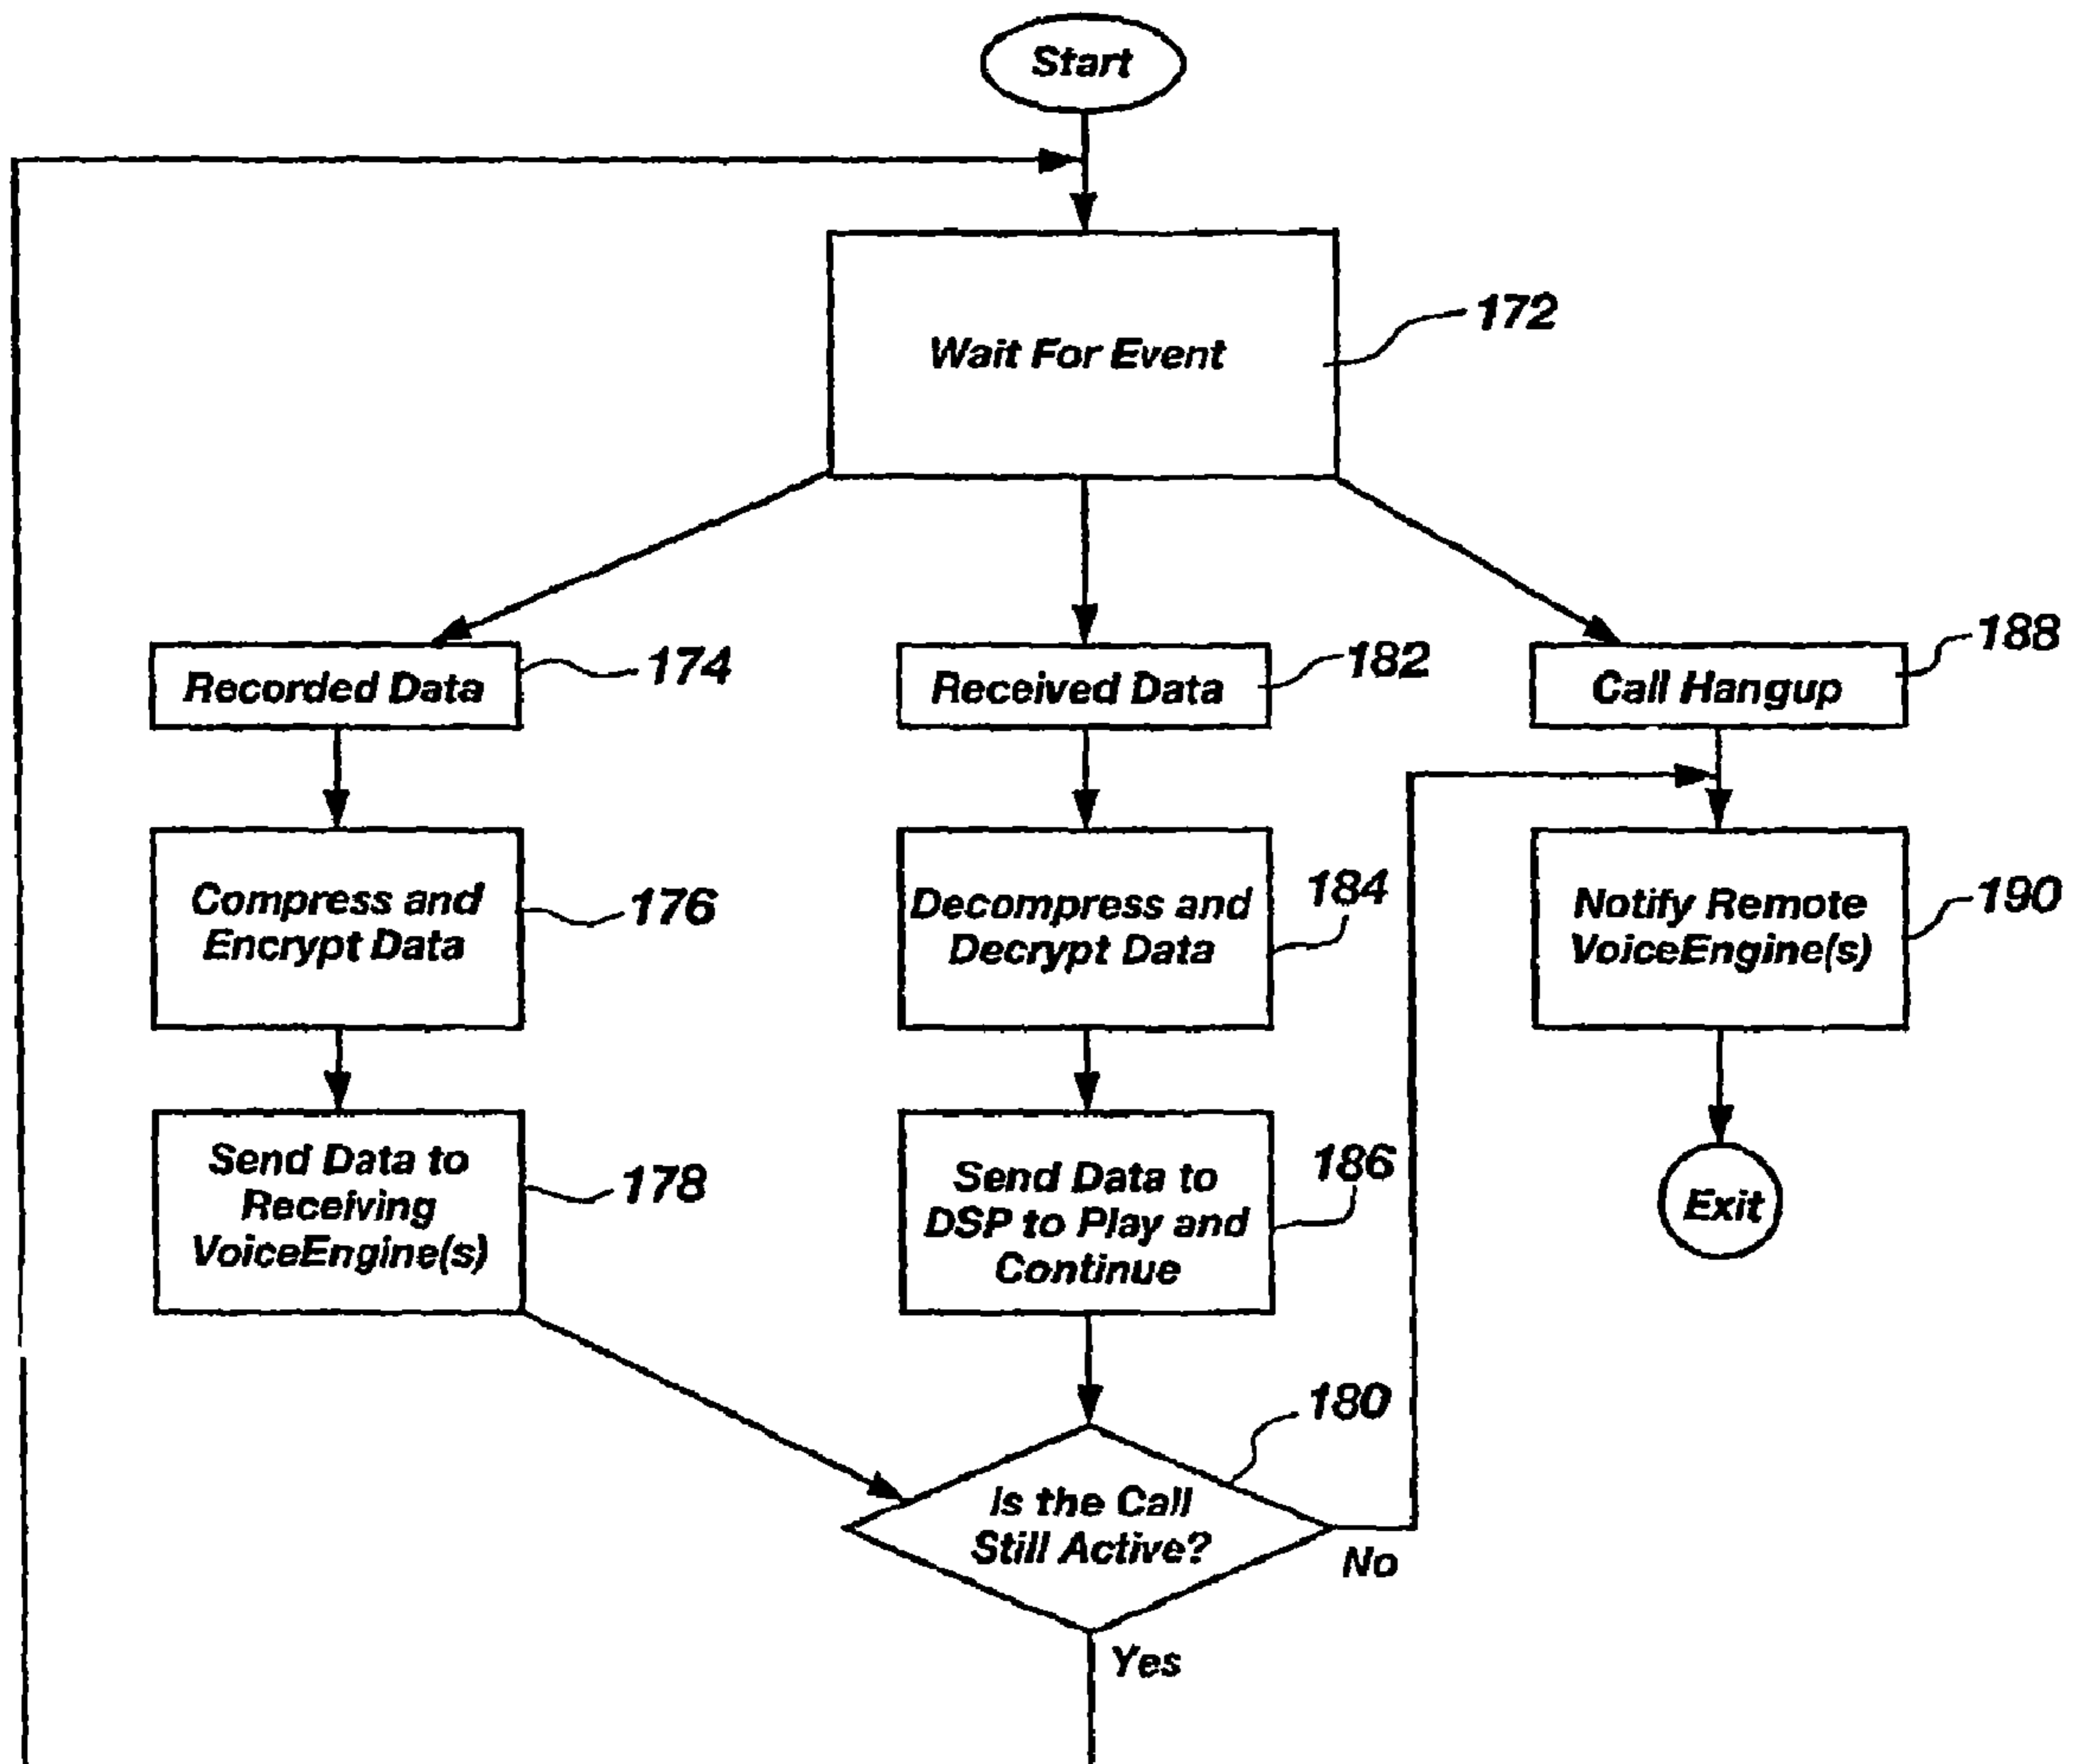 Start
Wait For Event
172
Recorded Data
174
Received Data
182
Call Hangup
188
Compress and
Encrypt Data
176
Decompress and
Decrypt Data
184
Notify Remote
VoiceEngine(s)
190
Send Data to
Receiving
VoiceEngine(s)
178
Send Data to
DSP to Play and
Continue
186
Exit
Is the Call
Still Active?
180
No
Yes